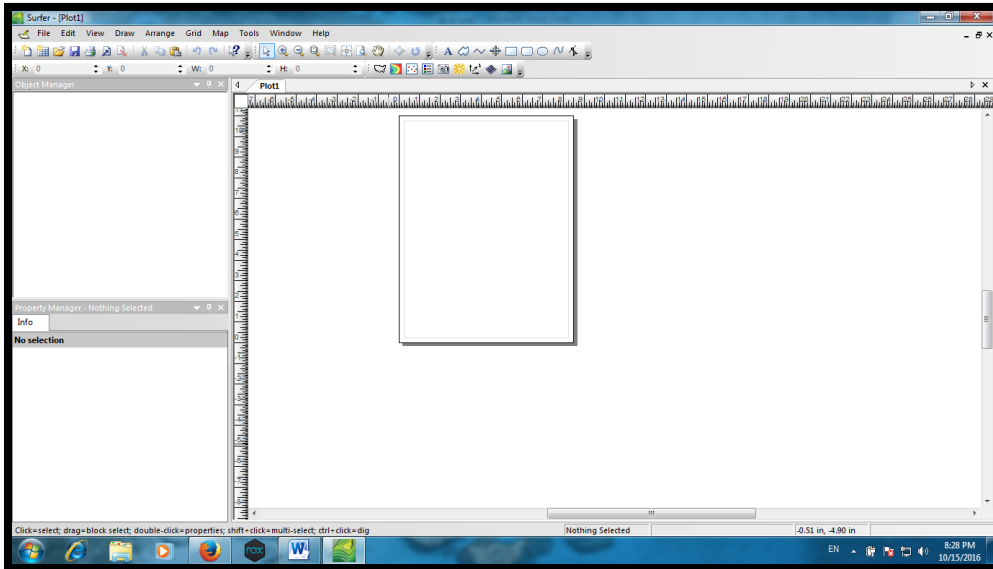 Surfer - [Plot1]
File Edit View Draw Arrange Grid Map Tools Window Help
X: 0 Y: 0 W: 0 H: 0
Object Manager
Plot1
Property Manager - Nothing Selected
Info
No selection
Click=select; drag=block select; double-click=properties; shift+click=multi-select; ctrl+click=dig
Nothing Selected
-0.51 in, -4.90 in
nox
W
EN
8:28 PM
10/15/2016